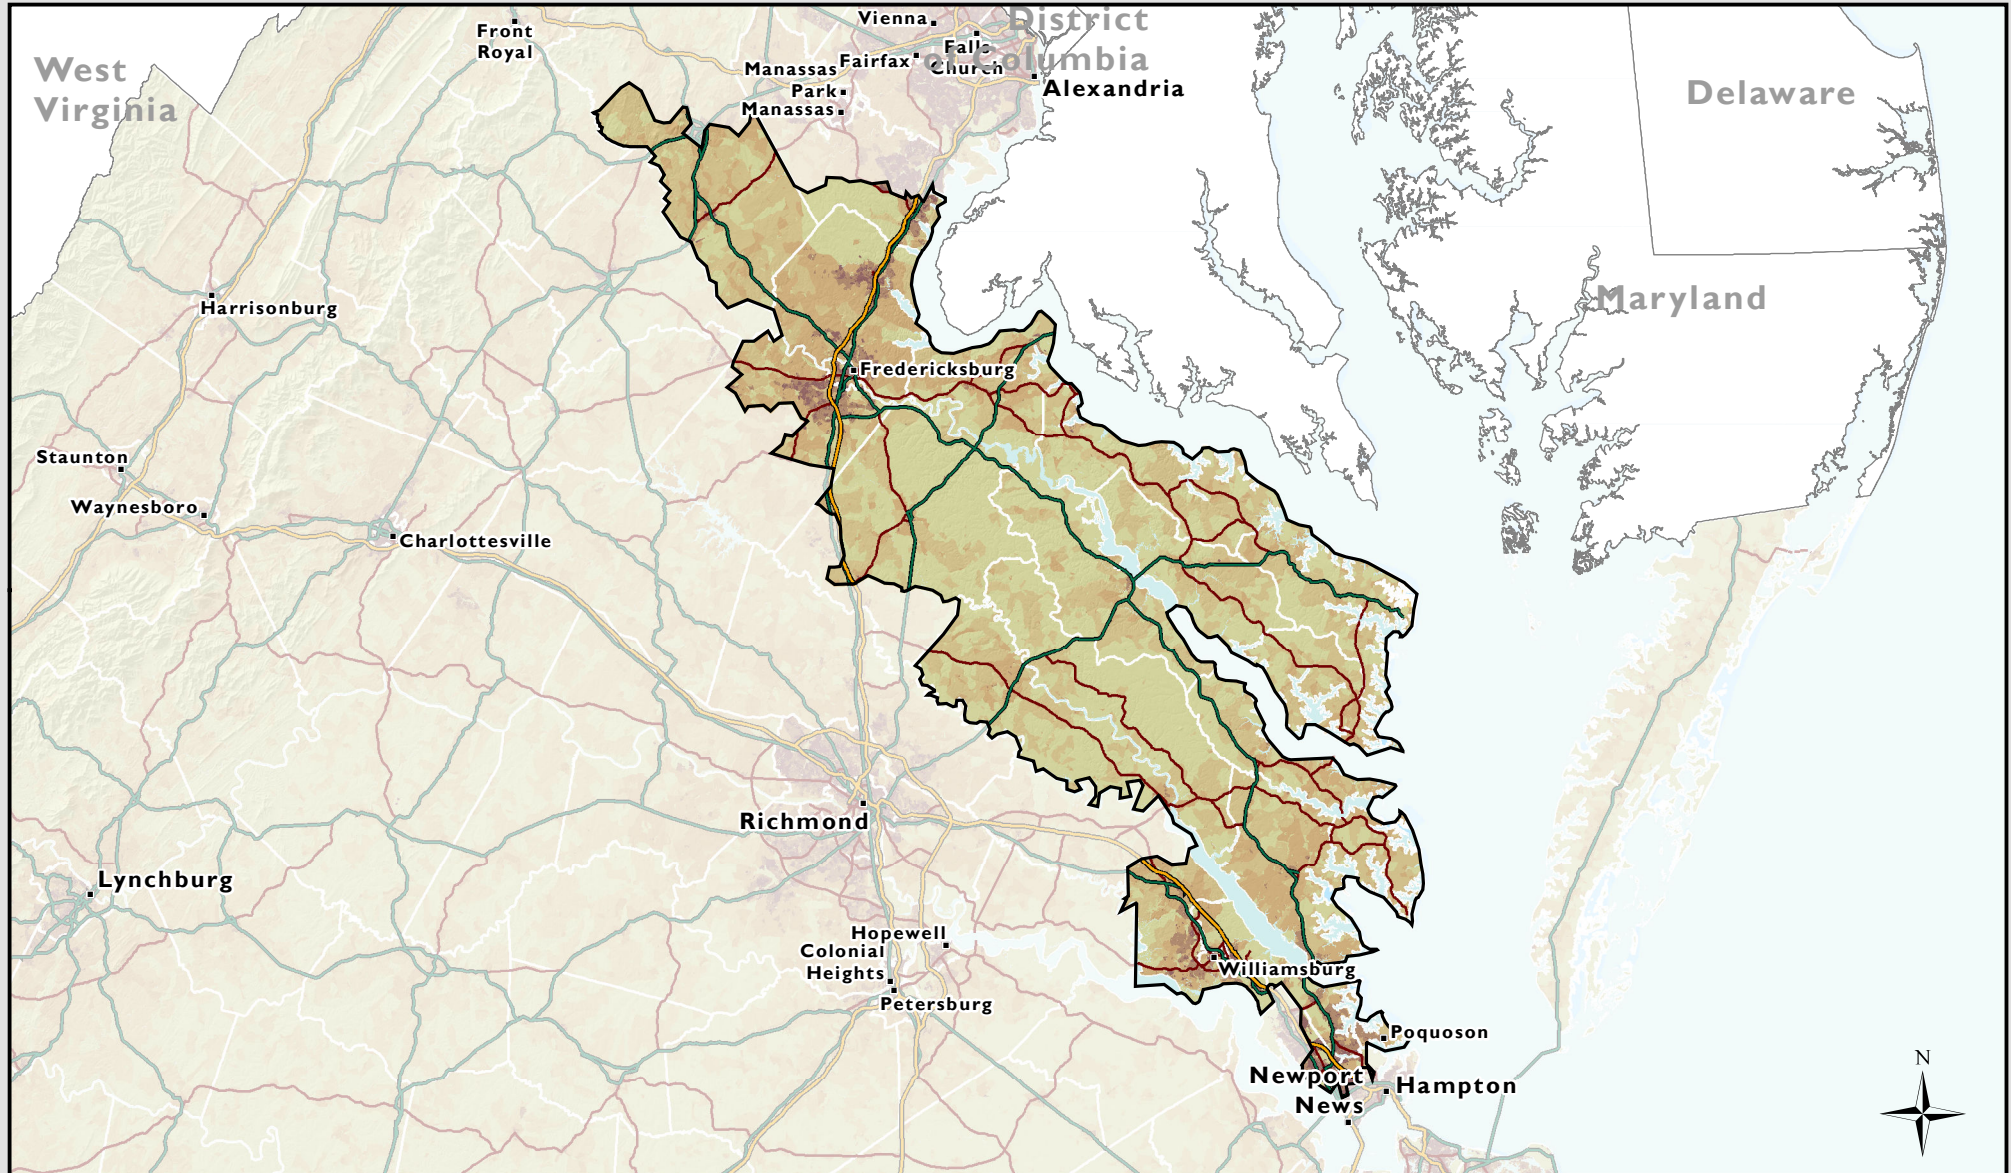 Vienna
District
of Columbia
Front
Royal
Falls
Church
Fairfax
West
Virginia
Manassas
Park
Manassas
Alexandria
Delaware
Harrisonburg
Maryland
Fredericksburg
Staunton
Waynesboro
Charlottesville
Richmond
Lynchburg
Hopewell
Colonial
Heights
Petersburg
Williamsburg
Poquoson
Newport
News
Hampton
N